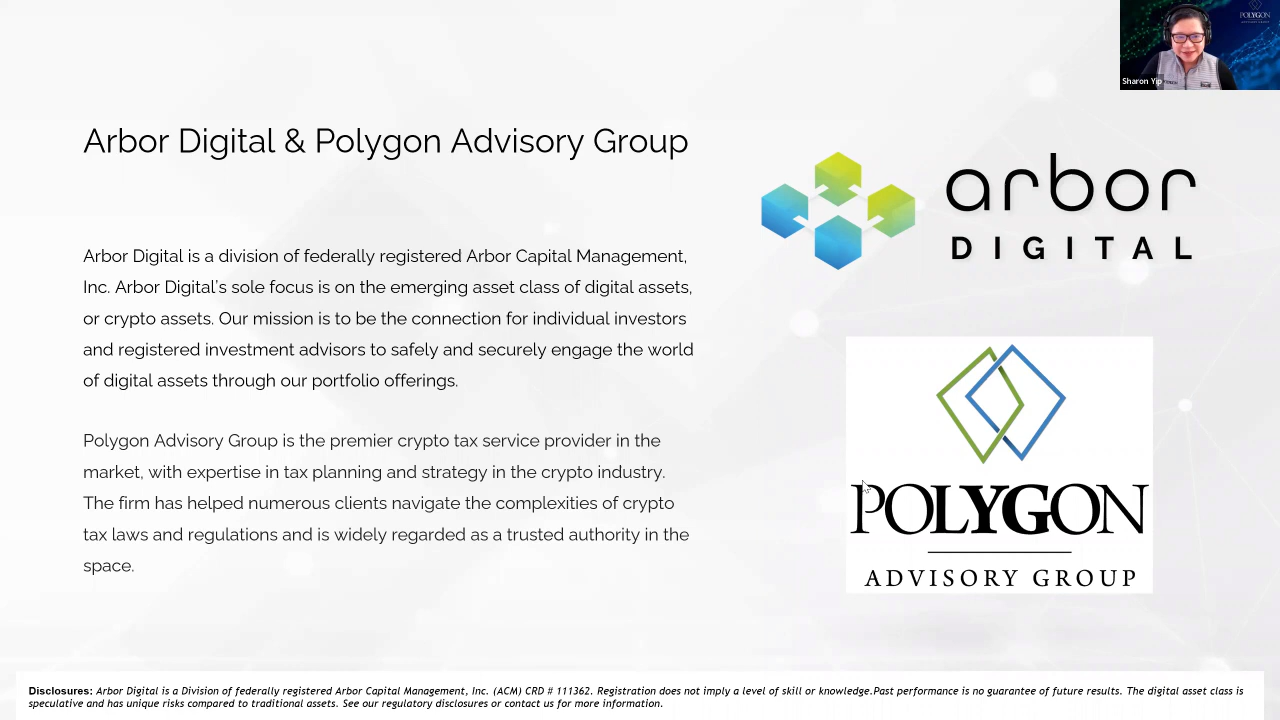 POLYGON
Sharon Yip
Arbor Digital & Polygon Advisory Group
arbor
DIGITAL
Arbor Digital is a division of federally registered Arbor Capital Management,
Inc. Arbor Digital's sole focus is on the emerging asset class of digital assets,
or crypto assets. Our mission is to be the connection for individual investors
and registered investment advisors to safely and securely engage the world
of digital assets through our portfolio offerings.
Polygon Advisory Group is the premier crypto tax service provider in the
market, with expertise in tax planning and strategy in the crypto industry.
The firm has helped numerous clients navigate the complexities of crypto
tax laws and regulations and is widely regarded as a trusted authority in the
space.
POLYGON
ADVISORY GROUP
Disclosures: Arbor Digital is a Division of federally registered Arbor Capital Management, Inc. (ACM) CRD # 111362. Registration does not imply a level of skill or knowledge.Past performance is no guarantee of future results. The digital asset class is
speculative and has unique risks compared to traditional assets. See our regulatory disclosures or contact us for more information.